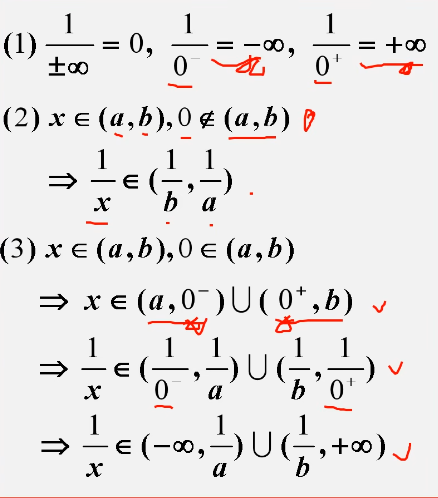 (1) 1/±∞ = 0, 1/0⁻ = −∞, 1/0⁺ = +∞
(2) x ∈ (a,b), 0 ∉ (a,b)
⇒ 1/x ∈ (1/b, 1/a)
(3) x ∈ (a,b), 0 ∈ (a,b)
⇒ x ∈ (a,0⁻) ∪ (0⁺,b)
⇒ 1/x ∈ (1/0⁻, 1/a) ∪ (1/b, 1/0⁺)
⇒ 1/x ∈ (−∞, 1/a) ∪ (1/b, +∞)